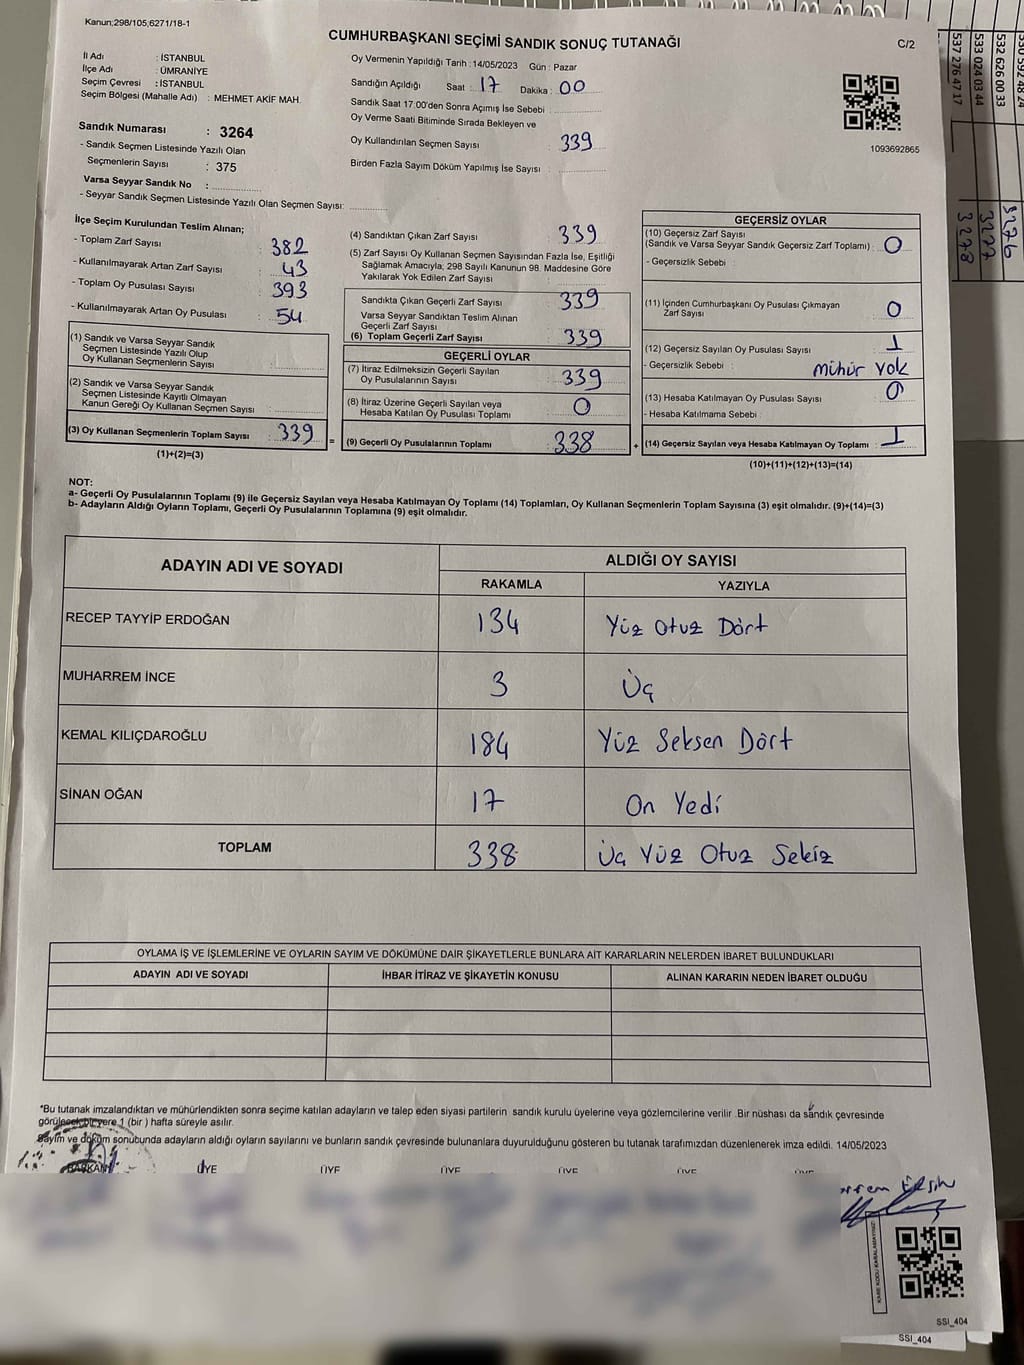 Kanun;298/105,6271/18-1
CUMHURBAŞKANI SEÇİMİ SANDIK SONUÇ TUTANAĞI
C/2
İl Adı : İSTANBUL
İlçe Adı : ÜMRANİYE
Seçim Çevresi : İSTANBUL
Seçim Bölgesi (Mahalle Adı) : MEHMET AKİF MAH.
Sandık Numarası : 3264
- Sandık Seçmen Listesinde Yazılı Olan
Seçmenlerin Sayısı : 375
Varsa Seyyar Sandık No :
- Seyyar Sandık Seçmen Listesinde Yazılı Olan Seçmen Sayısı:
Oy Vermenin Yapıldığı Tarih : 14/05/2023 Gün : Pazar
Sandığın Açıldığı Saat : 17 Dakika : 00
Sandık Saat 17:00'den Sonra Açımış İse Sebebi :
Oy Verme Saati Bitiminde Sırada Bekleyen ve
Oy Kullandırılan Seçmen Sayısı : 339
Birden Fazla Sayım Döküm Yapılmış İse Sayısı :
1093692865
İlçe Seçim Kurulundan Teslim Alınan;
- Toplam Zarf Sayısı : 382
- Kullanılmayarak Artan Zarf Sayısı : 43
- Toplam Oy Pusulası Sayısı : 393
- Kullanılmayarak Artan Oy Pusulası : 54
(1) Sandık ve Varsa Seyyar Sandık
Seçmen Listesinde Yazılı Olup
Oy Kullanan Seçmenlerin Sayısı :
(2) Sandık ve Varsa Seyyar Sandık
Seçmen Listesinde Kayıtlı Olmayan
Kanun Gereği Oy Kullanan Seçmen Sayısı :
(3) Oy Kullanan Seçmenlerin Toplam Sayısı : 339
(1)+(2)=(3)
=
(4) Sandıktan Çıkan Zarf Sayısı : 339
(5) Zarf Sayısı Oy Kullanan Seçmen Sayısından Fazla İse, Eşitliği
Sağlamak Amacıyla; 298 Sayılı Kanunun 98. Maddesine Göre
Yakılarak Yok Edilen Zarf Sayısı :
Sandıkta Çıkan Geçerli Zarf Sayısı : 339
Varsa Seyyar Sandıktan Teslim Alınan
Geçerli Zarf Sayısı :
(6) Toplam Geçerli Zarf Sayısı : 339
GEÇERLİ OYLAR
(7) İtiraz Edilmeksizin Geçerli Sayılan
Oy Pusulalarının Sayısı : 339
(8) İtiraz Üzerine Geçerli Sayılan veya
Hesaba Katılan Oy Pusulası Toplamı : 0
(9) Geçerli Oy Pusulalarının Toplamı : 338
+
GEÇERSİZ OYLAR
(10) Geçersiz Zarf Sayısı
(Sandık ve Varsa Seyyar Sandık Geçersiz Zarf Toplamı) : 0
- Geçersizlik Sebebi :
(11) İçinden Cumhurbaşkanı Oy Pusulası Çıkmayan
Zarf Sayısı : 0
(12) Geçersiz Sayılan Oy Pusulası Sayısı : 1
- Geçersizlik Sebebi : mühür yok
(13) Hesaba Katılmayan Oy Pusulası Sayısı : 0
- Hesaba Katılmama Sebebi :
(14) Geçersiz Sayılan veya Hesaba Katılmayan Oy Toplamı : 1
(10)+(11)+(12)+(13)=(14)
NOT:
a- Geçerli Oy Pusulalarının Toplamı (9) ile Geçersiz Sayılan veya Hesaba Katılmayan Oy Toplamı (14) Toplamları, Oy Kullanan Seçmenlerin Toplam Sayısına (3) eşit olmalıdır. (9)+(14)=(3)
b- Adayların Aldığı Oyların Toplamı, Geçerli Oy Pusulalarının Toplamına (9) eşit olmalıdır.
ADAYIN ADI VE SOYADI
ALDIĞI OY SAYISI
RAKAMLA YAZIYLA
RECEP TAYYİP ERDOĞAN 134 Yüz Otuz Dört
MUHARREM İNCE 3 Üç
KEMAL KILIÇDAROĞLU 184 Yüz Seksen Dört
SİNAN OĞAN 17 On Yedi
TOPLAM 338 Üç Yüz Otuz Sekiz
OYLAMA İŞ VE İŞLEMLERİNE VE OYLARIN SAYIM VE DÖKÜMÜNE DAİR ŞİKAYETLERLE BUNLARA AİT KARARLARIN NELERDEN İBARET BULUNDUKLARI
ADAYIN ADI VE SOYADI İHBAR İTİRAZ VE ŞİKAYETİN KONUSU ALINAN KARARIN NEDEN İBARET OLDUĞU
*Bu tutanak imzalandıktan ve mühürlendikten sonra seçime katılan adayların ve talep eden siyasi partilerin sandık kurulu üyelerine veya gözlemcilerine verilir .Bir nüshası da sandık çevresinde
görülecek bir yere 1 (bir ) hafta süreyle asılır.
Sayım ve döküm sonucunda adayların aldığı oyların sayılarını ve bunların sandık çevresinde bulunanlara duyurulduğunu gösteren bu tutanak tarafımızdan düzenlenerek imza edildi. 14/05/2023
BAŞKAN ÜYE ÜYE ÜYE ÜYE ÜYE ÜYE
KARE KODU KARALAMAYINIZ!
SSI_404
SSI_404
532 626 00 33
533 024 03 44
537 276 47 17
3276
3277
3278